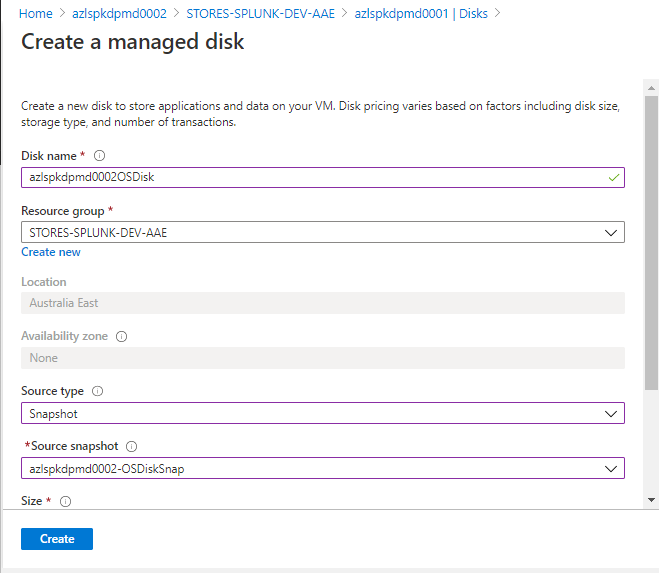 Home > azlspkdpmd0002 > STORES-SPLUNK-DEV-AAE > azlspkdpmd0001 | Disks >
Create a managed disk
Create a new disk to store applications and data on your VM. Disk pricing varies based on factors including disk size,
storage type, and number of transactions.
Disk name *
azlspkdpmd0002OSDisk
Resource group *
STORES-SPLUNK-DEV-AAE
Create new
Location
Australia East
Availability zone
None
Source type
Snapshot
*Source snapshot
azlspkdpmd0002-OSDiskSnap
Size *
Create